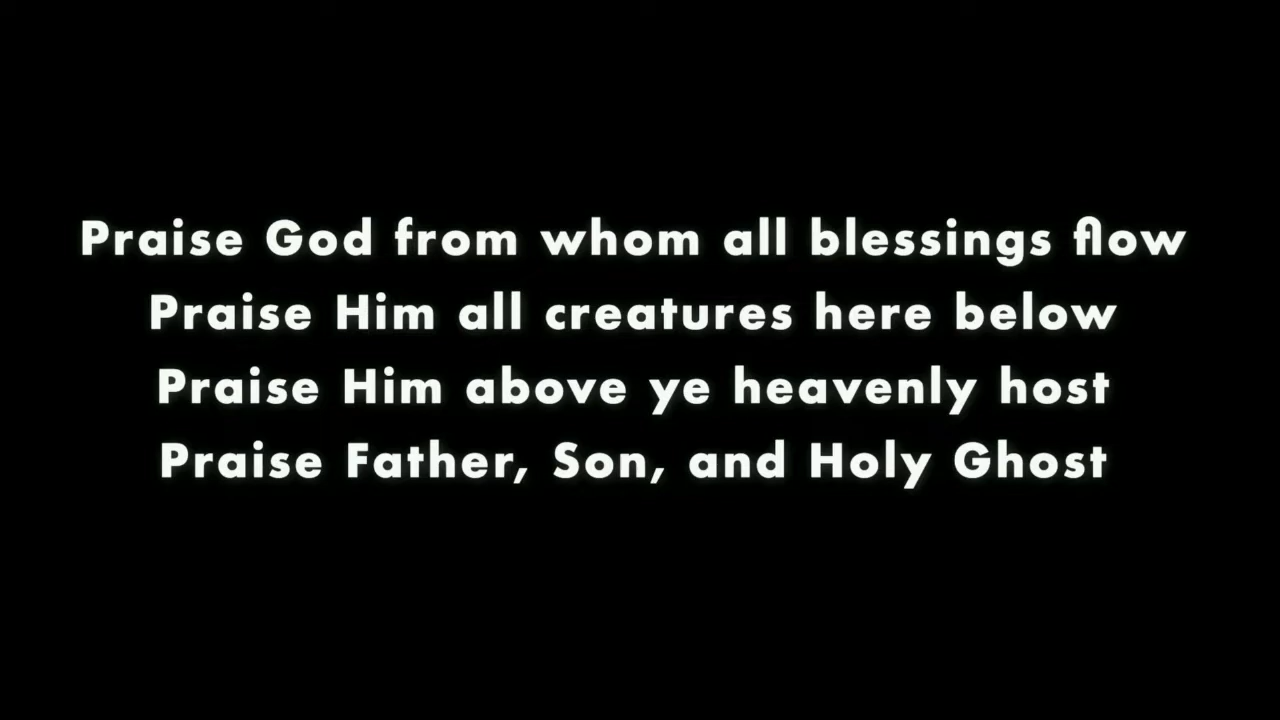 Praise God from whom all blessings flow
Praise Him all creatures here below
Praise Him above ye heavenly host
Praise Father, Son, and Holy Ghost